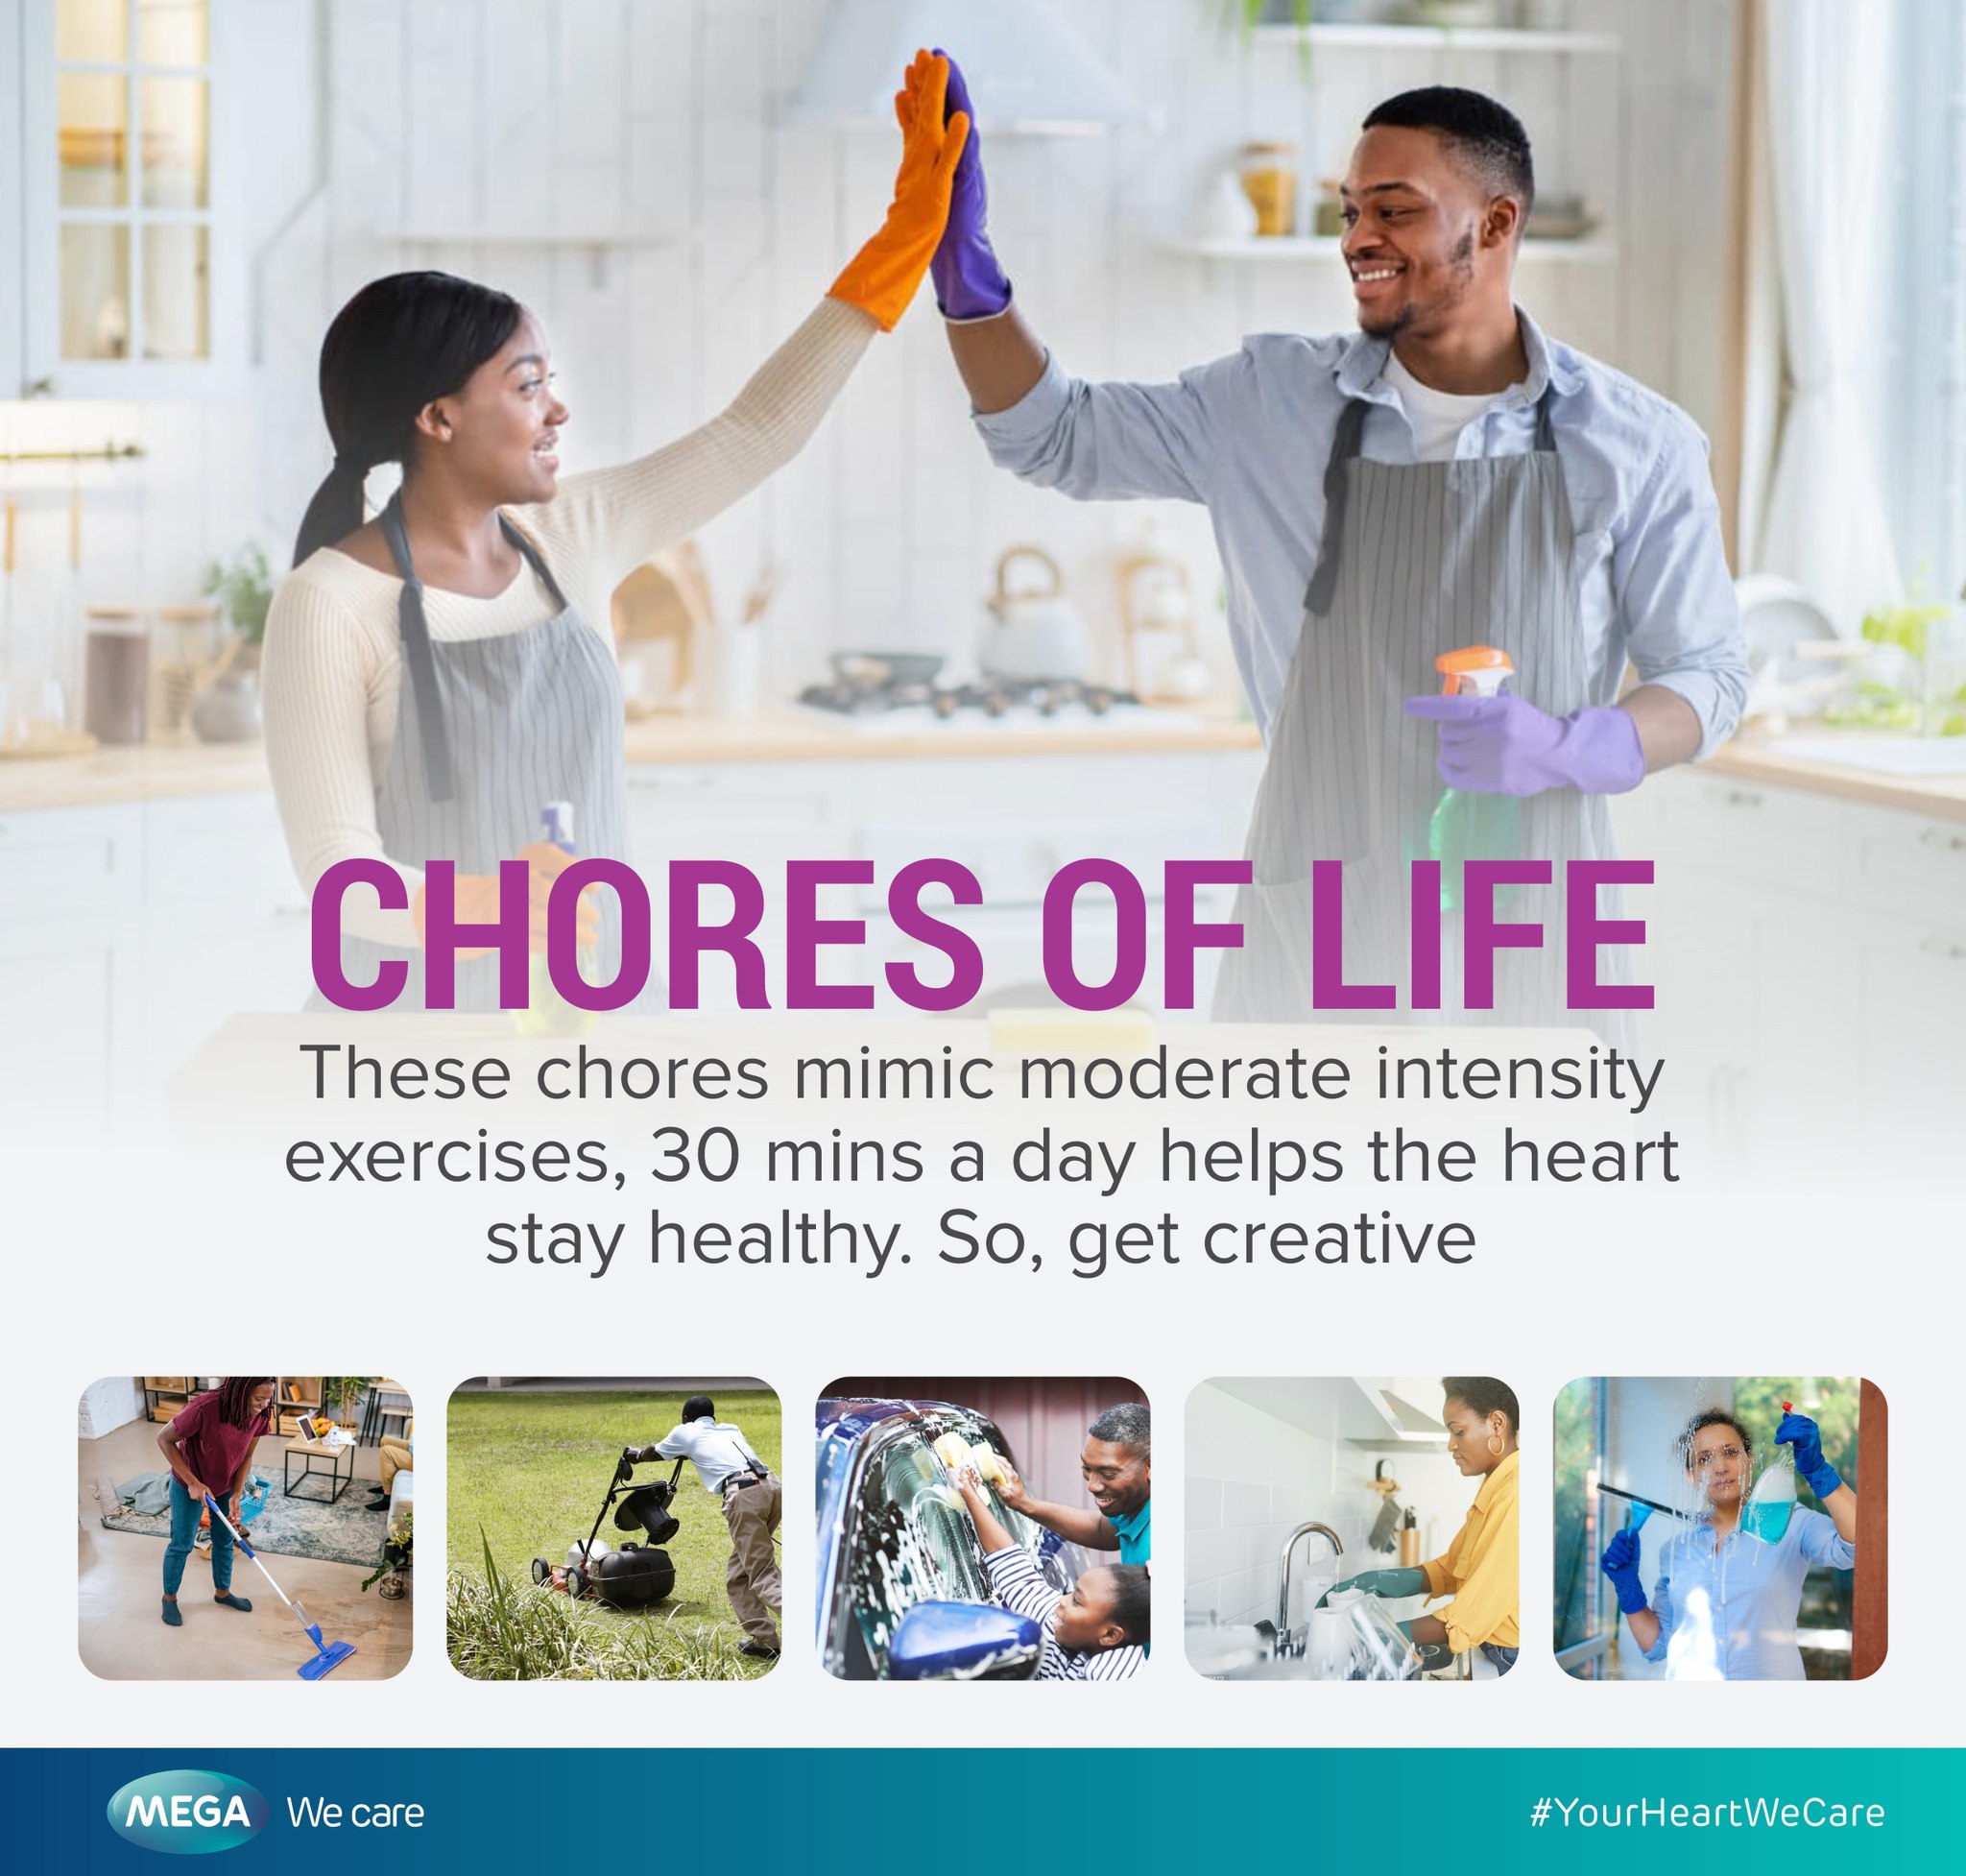 CHORES OF LIFE
These chores mimic moderate intensity
exercises, 30 mins a day helps the heart
stay healthy. So, get creative
MEGA We care
#YourHeartWeCare